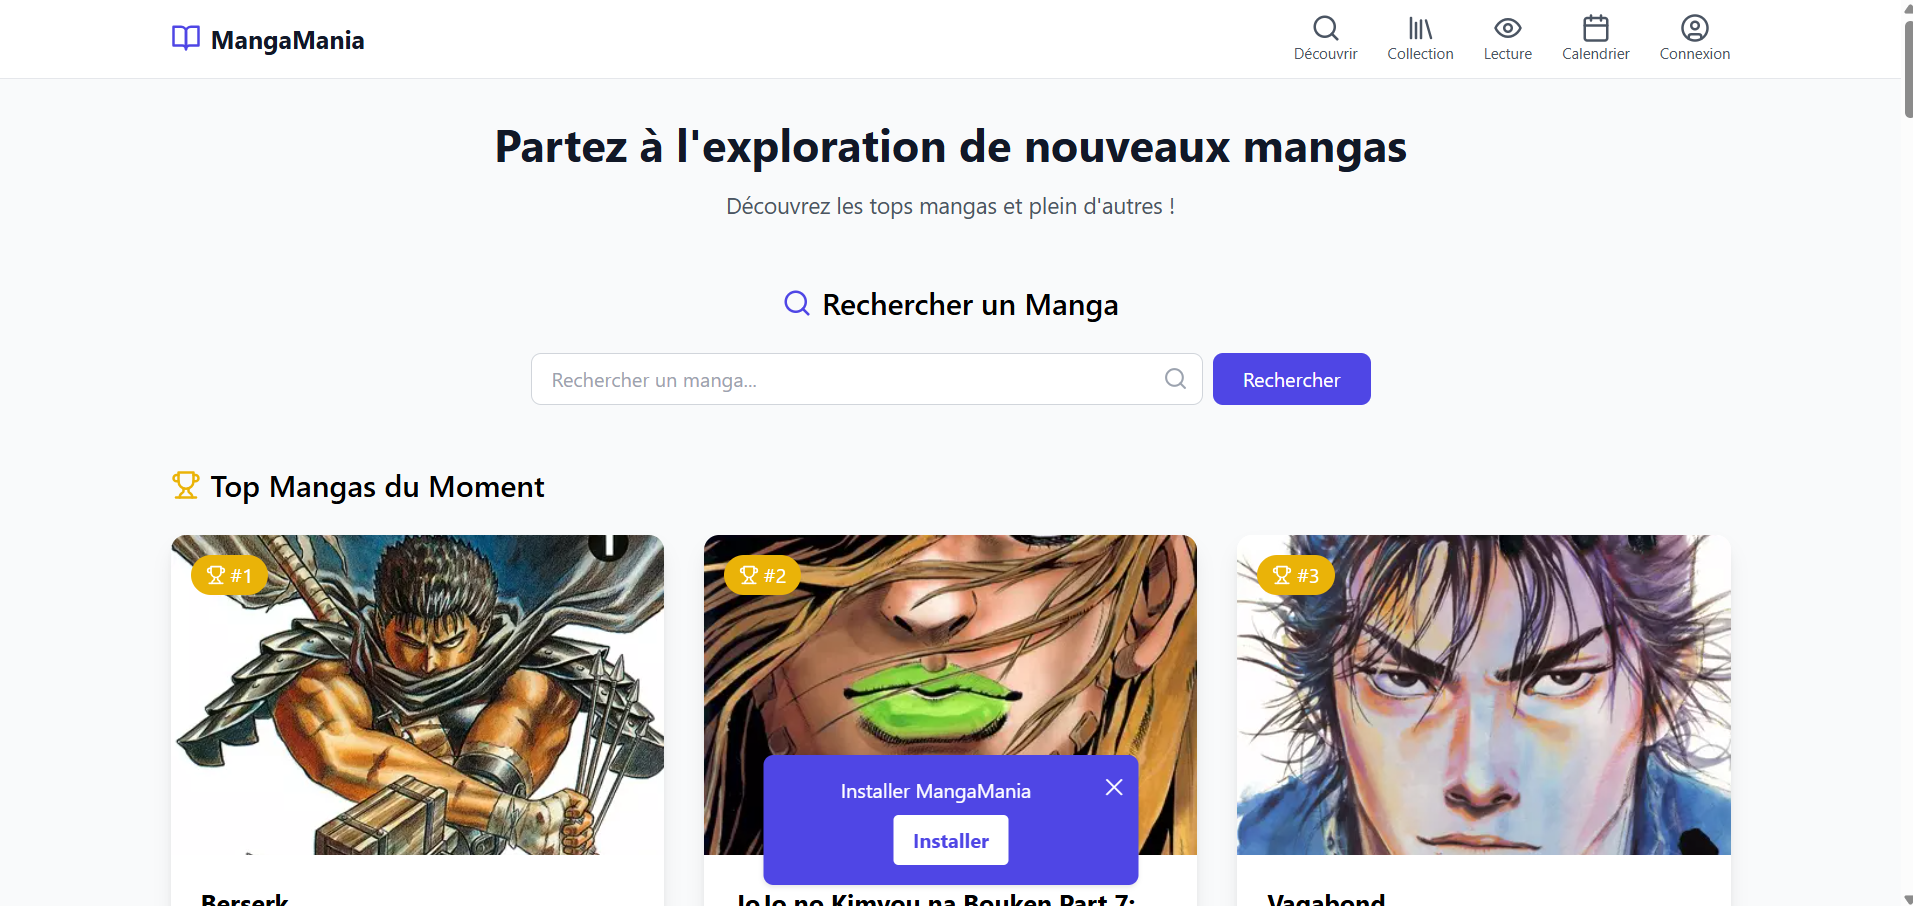 MangaMania
Découvrir
Collection
Lecture
Calendrier
Connexion
Partez à l'exploration de nouveaux mangas
Découvrez les tops mangas et plein d'autres !
Rechercher un Manga
Rechercher un manga...
Rechercher
Top Mangas du Moment
#1
#2
#3
Installer MangaMania
Installer
Berserk
JoJo no Kimyou na Bouken Part 7:
Vagabond